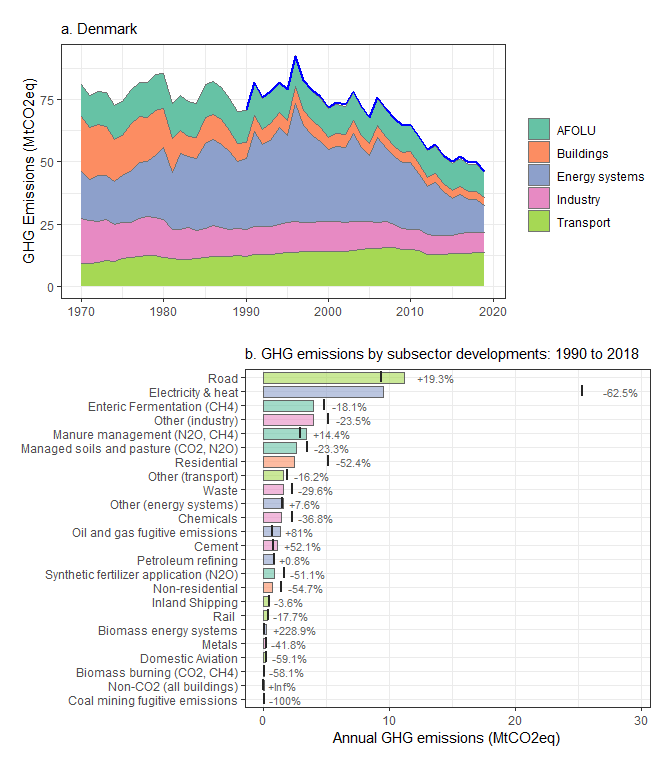 a. Denmark
GHG Emissions (MtCO2eq)
75
50
25
0
1970
1980
1990
2000
2010
2020
AFOLU
Buildings
Energy systems
Industry
Transport
b. GHG emissions by subsector developments: 1990 to 2018
Road +19.3%
Electricity & heat -62.5%
Enteric Fermentation (CH4) -18.1%
Other (industry) -23.5%
Manure management (N2O, CH4) +14.4%
Managed soils and pasture (CO2, N2O) -23.3%
Residential -52.4%
Other (transport) -16.2%
Waste -29.6%
Other (energy systems) +7.6%
Chemicals -36.8%
Oil and gas fugitive emissions +81%
Cement +52.1%
Petroleum refining +0.8%
Synthetic fertilizer application (N2O) -51.1%
Non-residential -54.7%
Inland Shipping -3.6%
Rail -17.7%
Biomass energy systems +228.9%
Metals -41.8%
Domestic Aviation -59.1%
Biomass burning (CO2, CH4) -58.1%
Non-CO2 (all buildings) +Inf%
Coal mining fugitive emissions -100%
0
10
20
30
Annual GHG emissions (MtCO2eq)